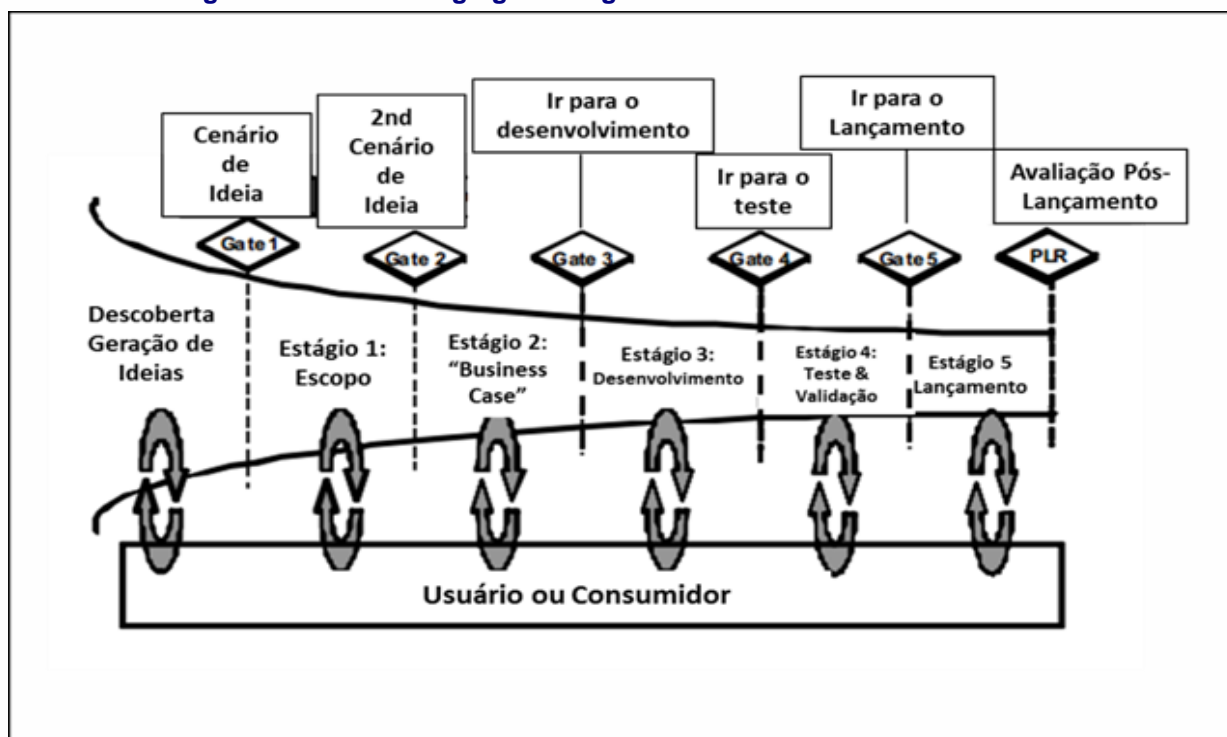 Cenário
de
Ideia
2nd
Cenário
de
Ideia
Ir para o
desenvolvimento
Ir para o
teste
Ir para o
Lançamento
Avaliação Pós-
Lançamento
Gate 1
Gate 2
Gate 3
Gate 4
Gate 5
PLR
Descoberta
Geração de
Ideias
Estágio 1:
Escopo
Estágio 2:
“Business
Case”
Estágio 3:
Desenvolvimento
Estágio 4:
Teste &
Validação
Estágio 5
Lançamento
Usuário ou Consumidor